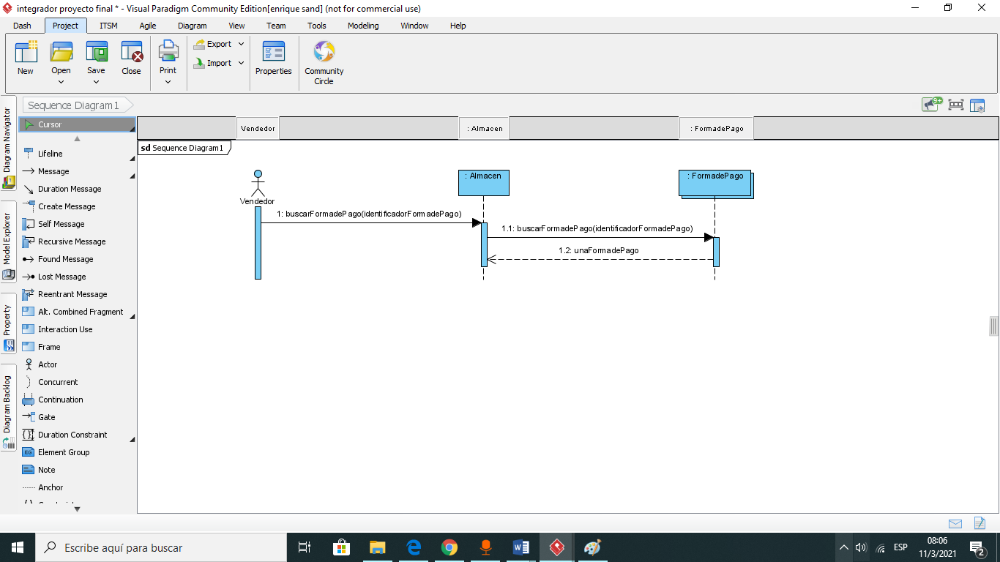 integrador proyecto final * - Visual Paradigm Community Edition[enrique sand] (not for commercial use)
Dash Project ITSM Agile Diagram View Team Tools Modeling Window Help
New Open Save Close Print Export Import Properties Community Circle
Sequence Diagram1
9+
Diagram Navigator
Model Explorer
Property
Diagram Backlog
Cursor
Lifeline
Message
Duration Message
Create Message
Self Message
Recursive Message
Found Message
Lost Message
Reentrant Message
Alt. Combined Fragment
Interaction Use
Frame
Actor
Concurrent
Continuation
Gate
Duration Constraint
EG Element Group
Note
Anchor
Vendedor : Almacen : FormadePago
sd Sequence Diagram1
: Almacen : FormadePago
Vendedor
1: buscarFormadePago(identificadorFormadePago)
1.1: buscarFormadePago(identificadorFormadePago)
1.2: unaFormadePago
Escribe aquí para buscar
ESP
08:06
11/3/2021
2